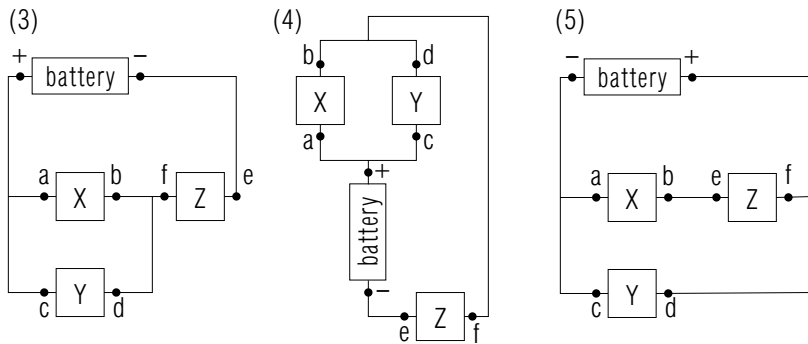 (3)
+ battery −
a X b f Z e
c Y d
(4)
b d
X Y
a c
+
battery
−
e Z f
(5)
− battery +
a X b e Z f
c Y d